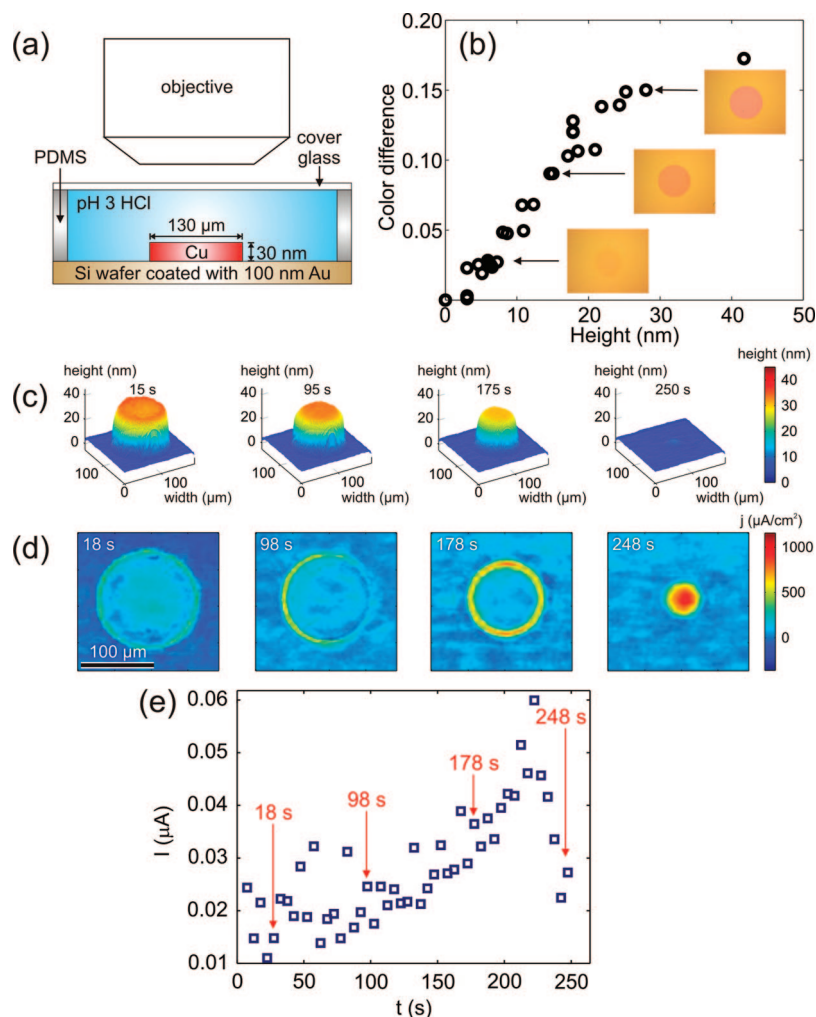 (a)
objective
PDMS
cover
glass
pH 3 HCl
130 µm
Cu
30 nm
Si wafer coated with 100 nm Au
(b)
Color difference
0.20
0.15
0.10
0.05
0
0 10 20 30 40 50
Height (nm)
(c)
height (nm) height (nm) height (nm) height (nm) height (nm)
15 s 95 s 175 s 250 s
40 40 40 40 40
20 20 20 20 30
0 0 0 0 20
10
0
100 100 100 100
100 100 100 100
0 0 0 0
width (µm) width (µm) width (µm) width (µm)
(d)
j (µA/cm²)
18 s 98 s 178 s 248 s
1000
500
0
100 µm
(e)
I (µA)
0.06
0.05
0.04
0.03
0.02
0.01
18 s
98 s
178 s
248 s
0 50 100 150 200 250
t (s)